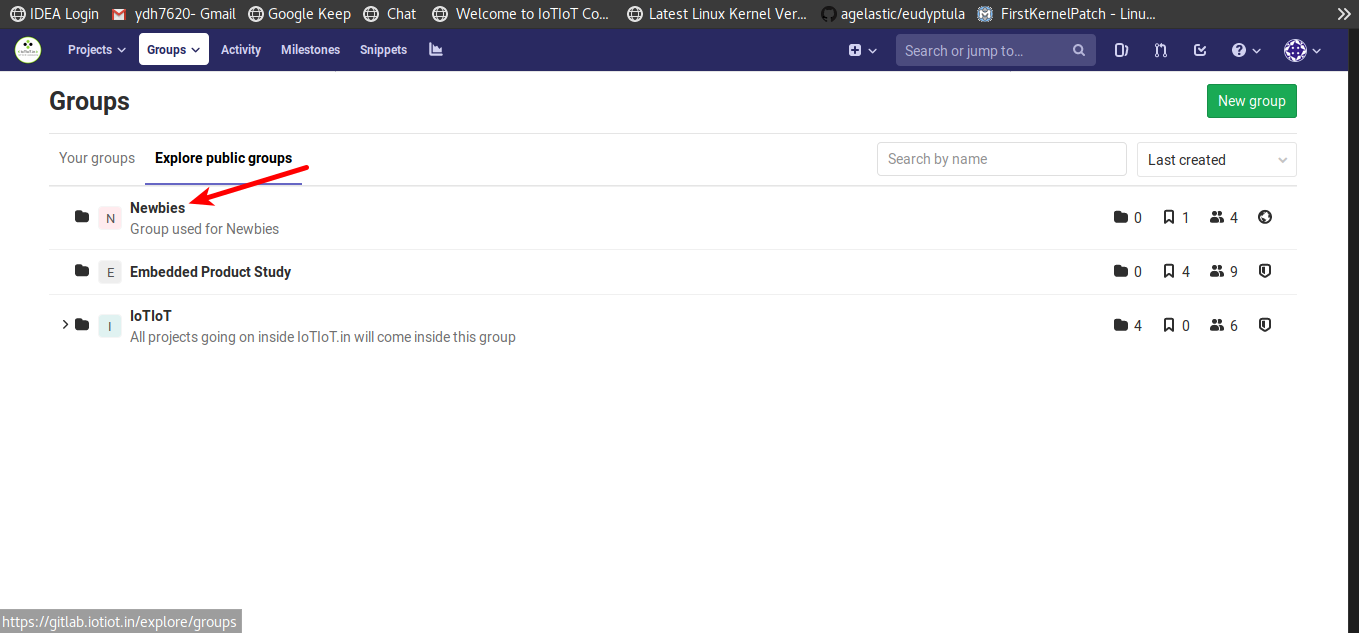 IDEA Login ydh7620- Gmail Google Keep Chat Welcome to IoTIoT Co... Latest Linux Kernel Ver... agelastic/eudyptula FirstKernelPatch - Linu...
Projects Groups Activity Milestones Snippets Search or jump to...
Groups
New group
Your groups Explore public groups Search by name Last created
N Newbies 0 1 4
Group used for Newbies
E Embedded Product Study 0 4 9
I IoTIoT 4 0 6
All projects going on inside IoTIoT.in will come inside this group
https://gitlab.iotiot.in/explore/groups